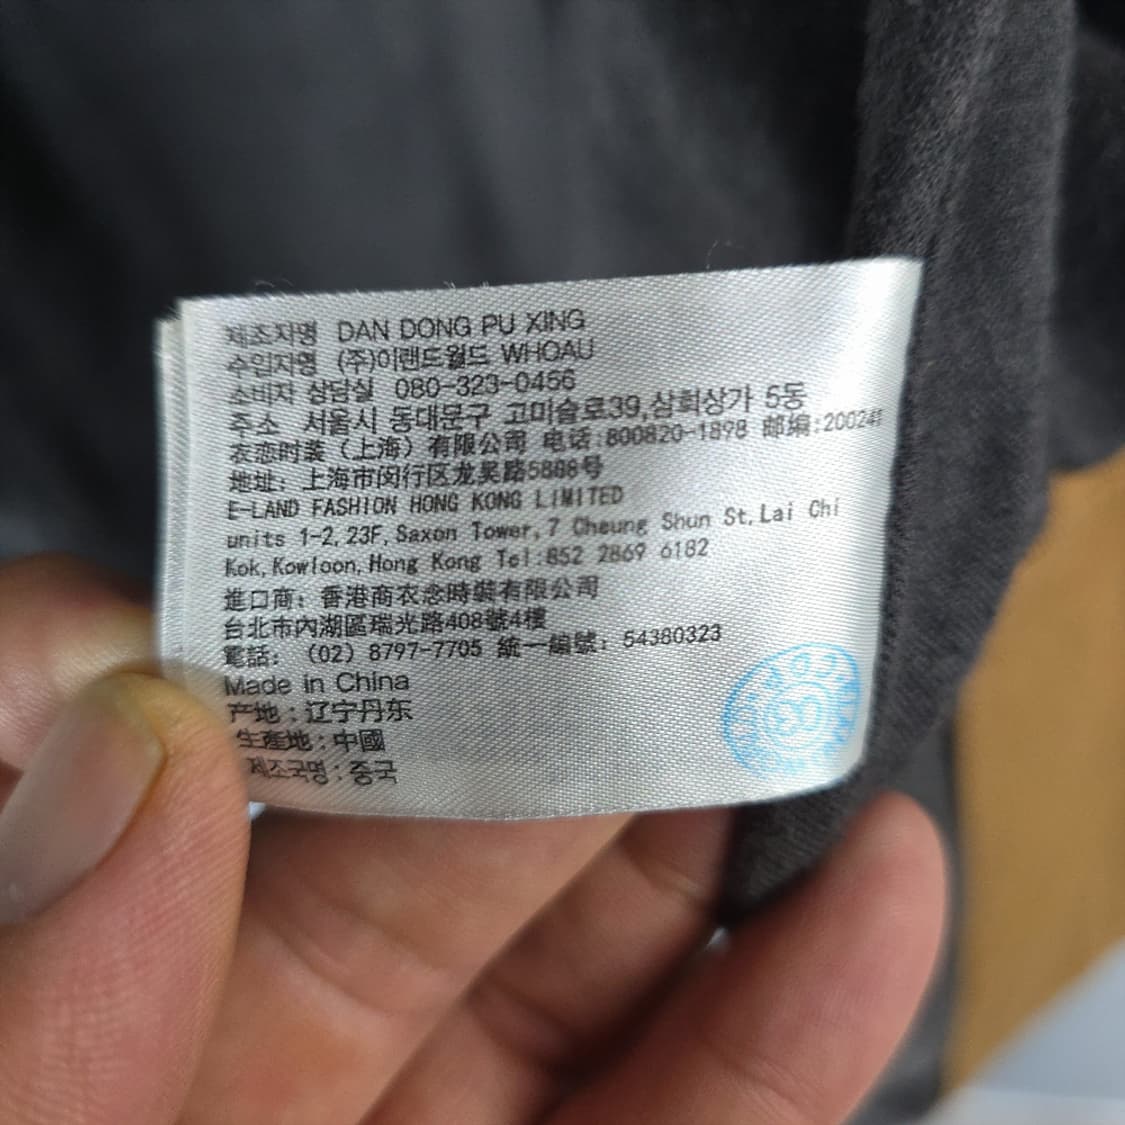 제조자명 DAN DONG PU XING
수입자명 (주)이랜드월드 WHOAU
소비자 상담실 080-323-0456
주소 서울시 동대문구 고미술로39,삼희상가 5동
衣恋时装（上海）有限公司 电话:800820-1898 邮编:200241
地址: 上海市闵行区龙吴路5888号
E-LAND FASHION HONG KONG LIMITED
units 1-2,23F,Saxon Tower,7 Cheung Shun St,Lai Chi
Kok,Kowloon,Hong Kong Tel:852 2869 6182
進口商: 香港商衣念時裝有限公司
台北市內湖區瑞光路408號4樓
電話: （02）8797-7705 統一編號: 54380323
Made in China
产地:辽宁丹东
生產地:中國
제조국명:중국